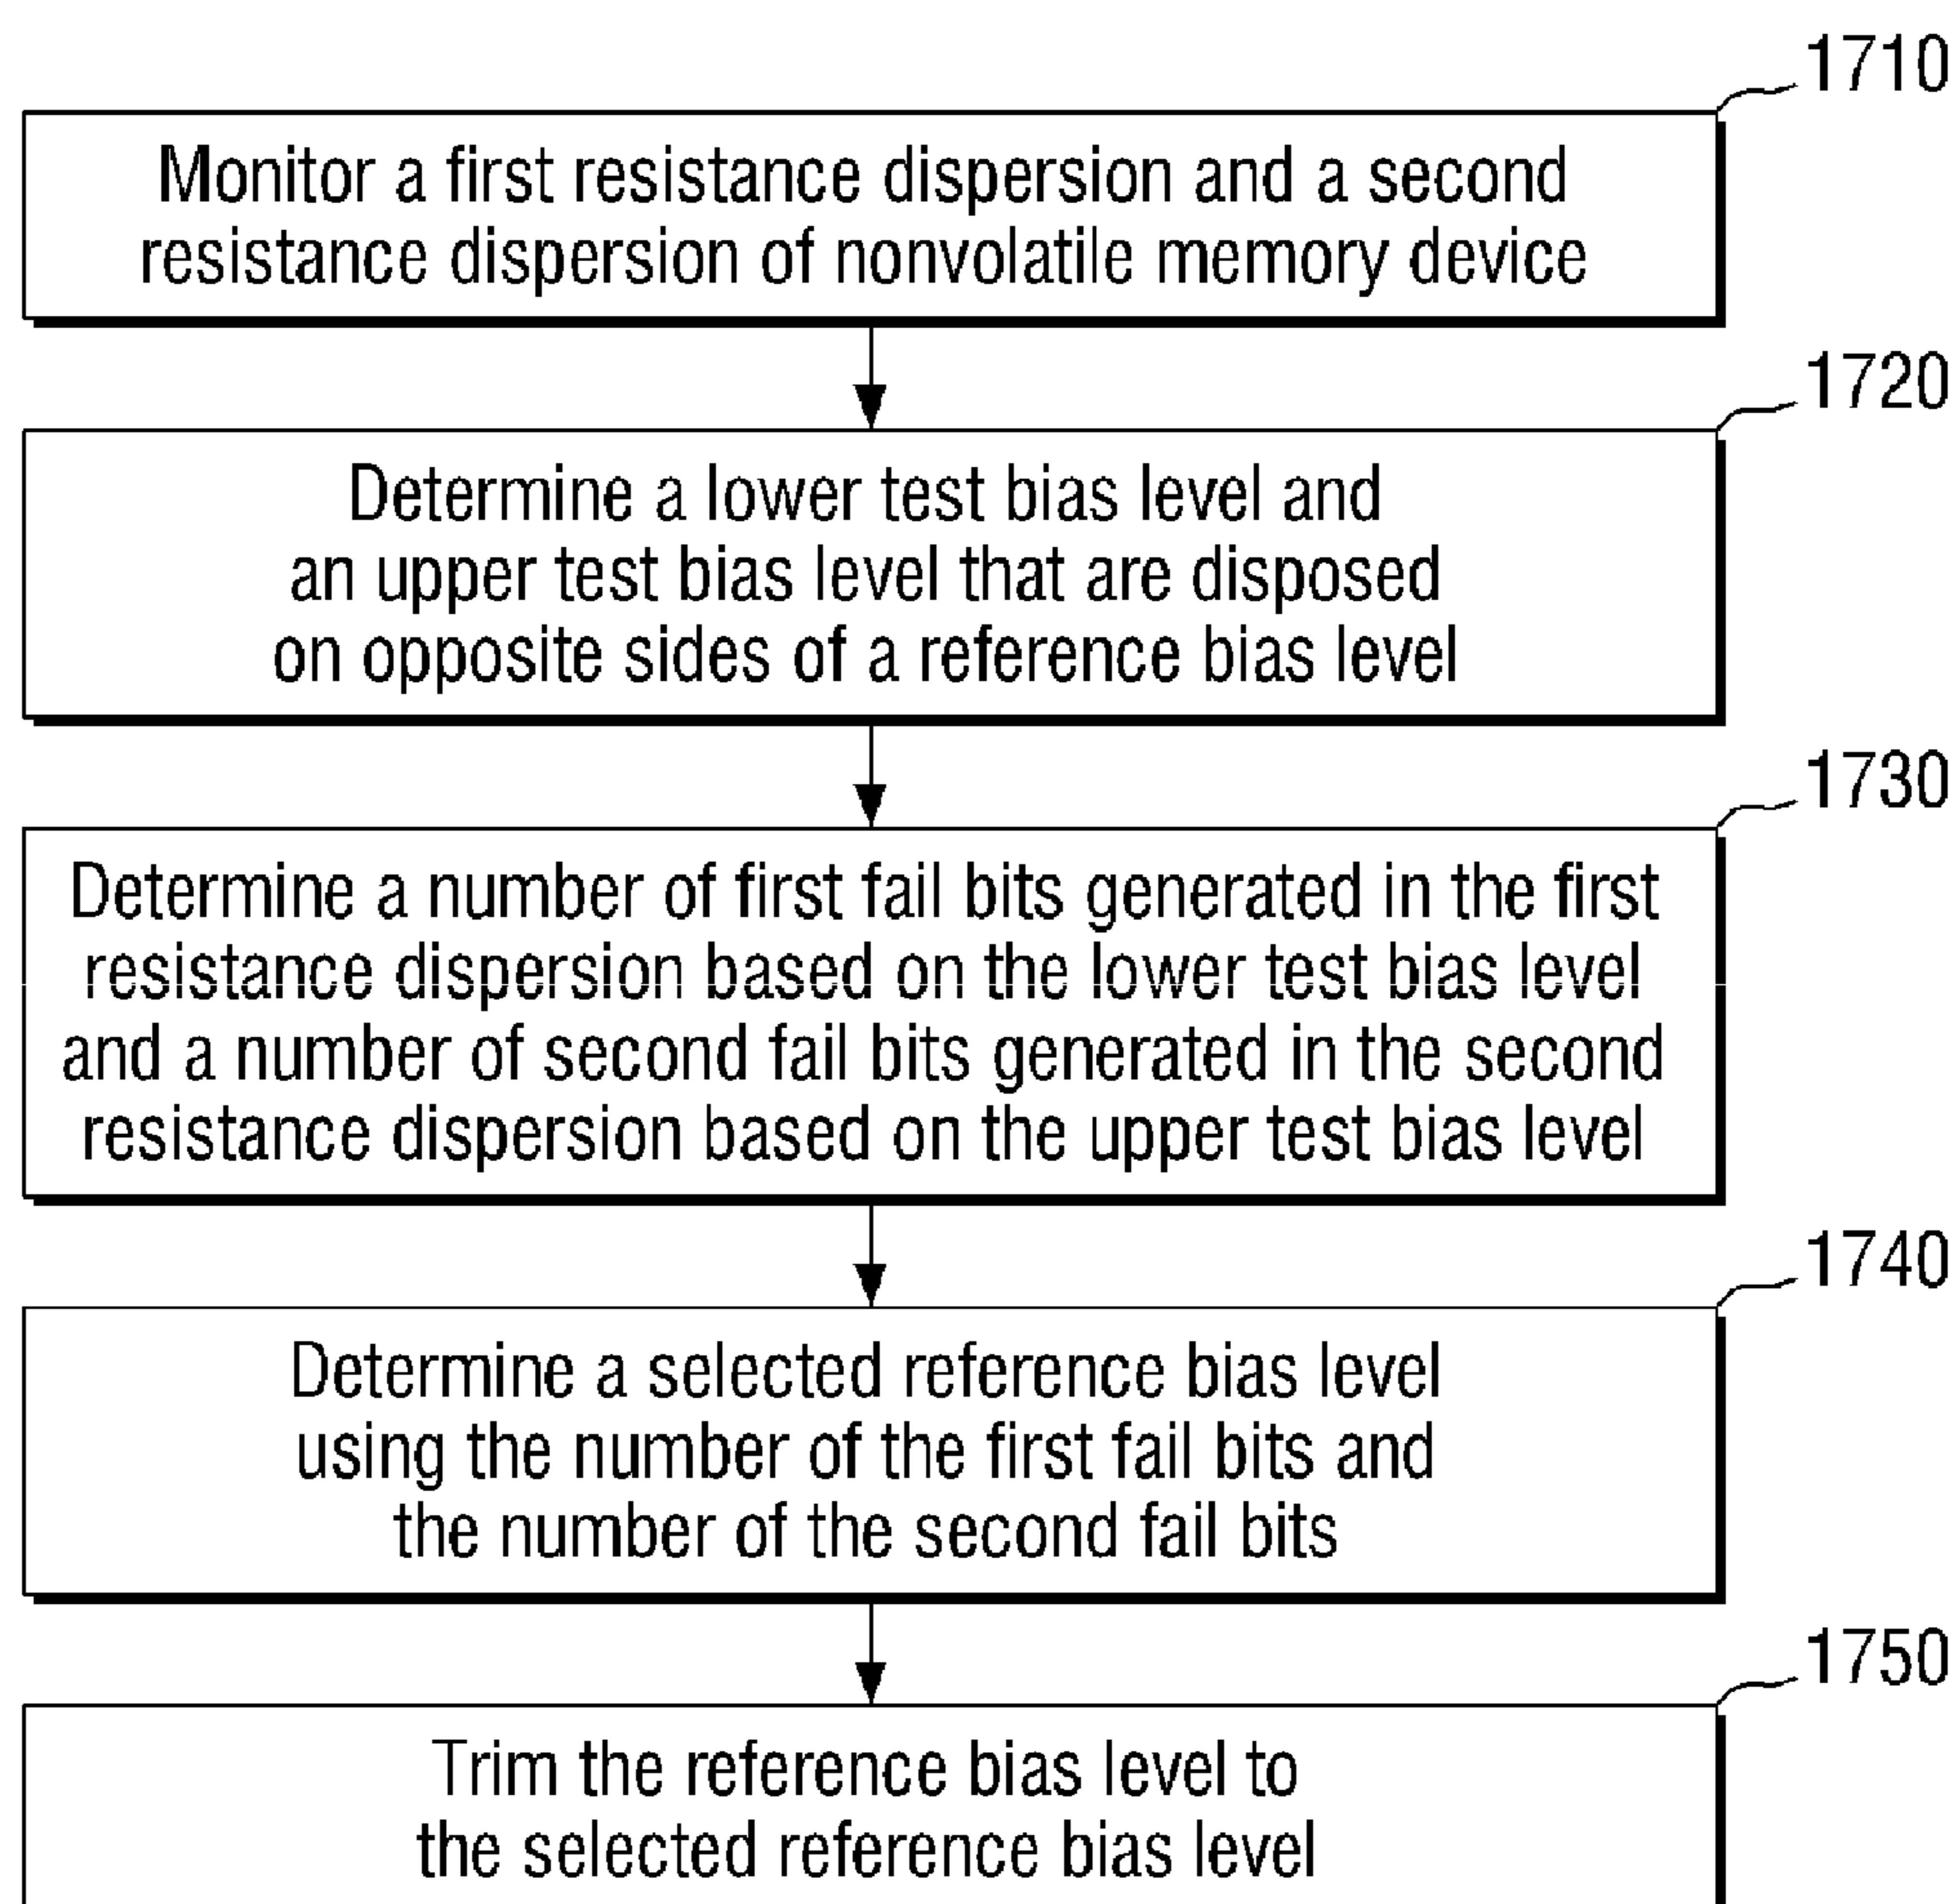 1710
Monitor a first resistance dispersion and a second
resistance dispersion of nonvolatile memory device
1720
Determine a lower test bias level and
an upper test bias level that are disposed
on opposite sides of a reference bias level
1730
Determine a number of first fail bits generated in the first
resistance dispersion based on the lower test bias level
and a number of second fail bits generated in the second
resistance dispersion based on the upper test bias level
1740
Determine a selected reference bias level
using the number of the first fail bits and
the number of the second fail bits
1750
Trim the reference bias level to
the selected reference bias level